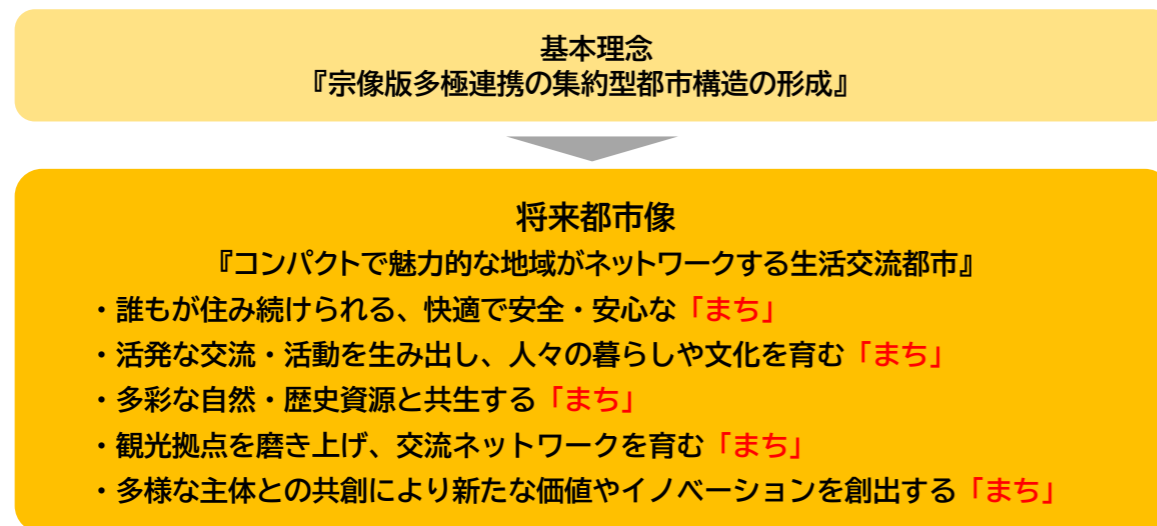 基本理念
『宗像版多極連携の集約型都市構造の形成』
将来都市像
『コンパクトで魅力的な地域がネットワークする生活交流都市』
・誰もが住み続けられる、快適で安全・安心な「まち」
・活発な交流・活動を生み出し、人々の暮らしや文化を育む「まち」
・多彩な自然・歴史資源と共生する「まち」
・観光拠点を磨き上げ、交流ネットワークを育む「まち」
・多様な主体との共創により新たな価値やイノベーションを創出する「まち」